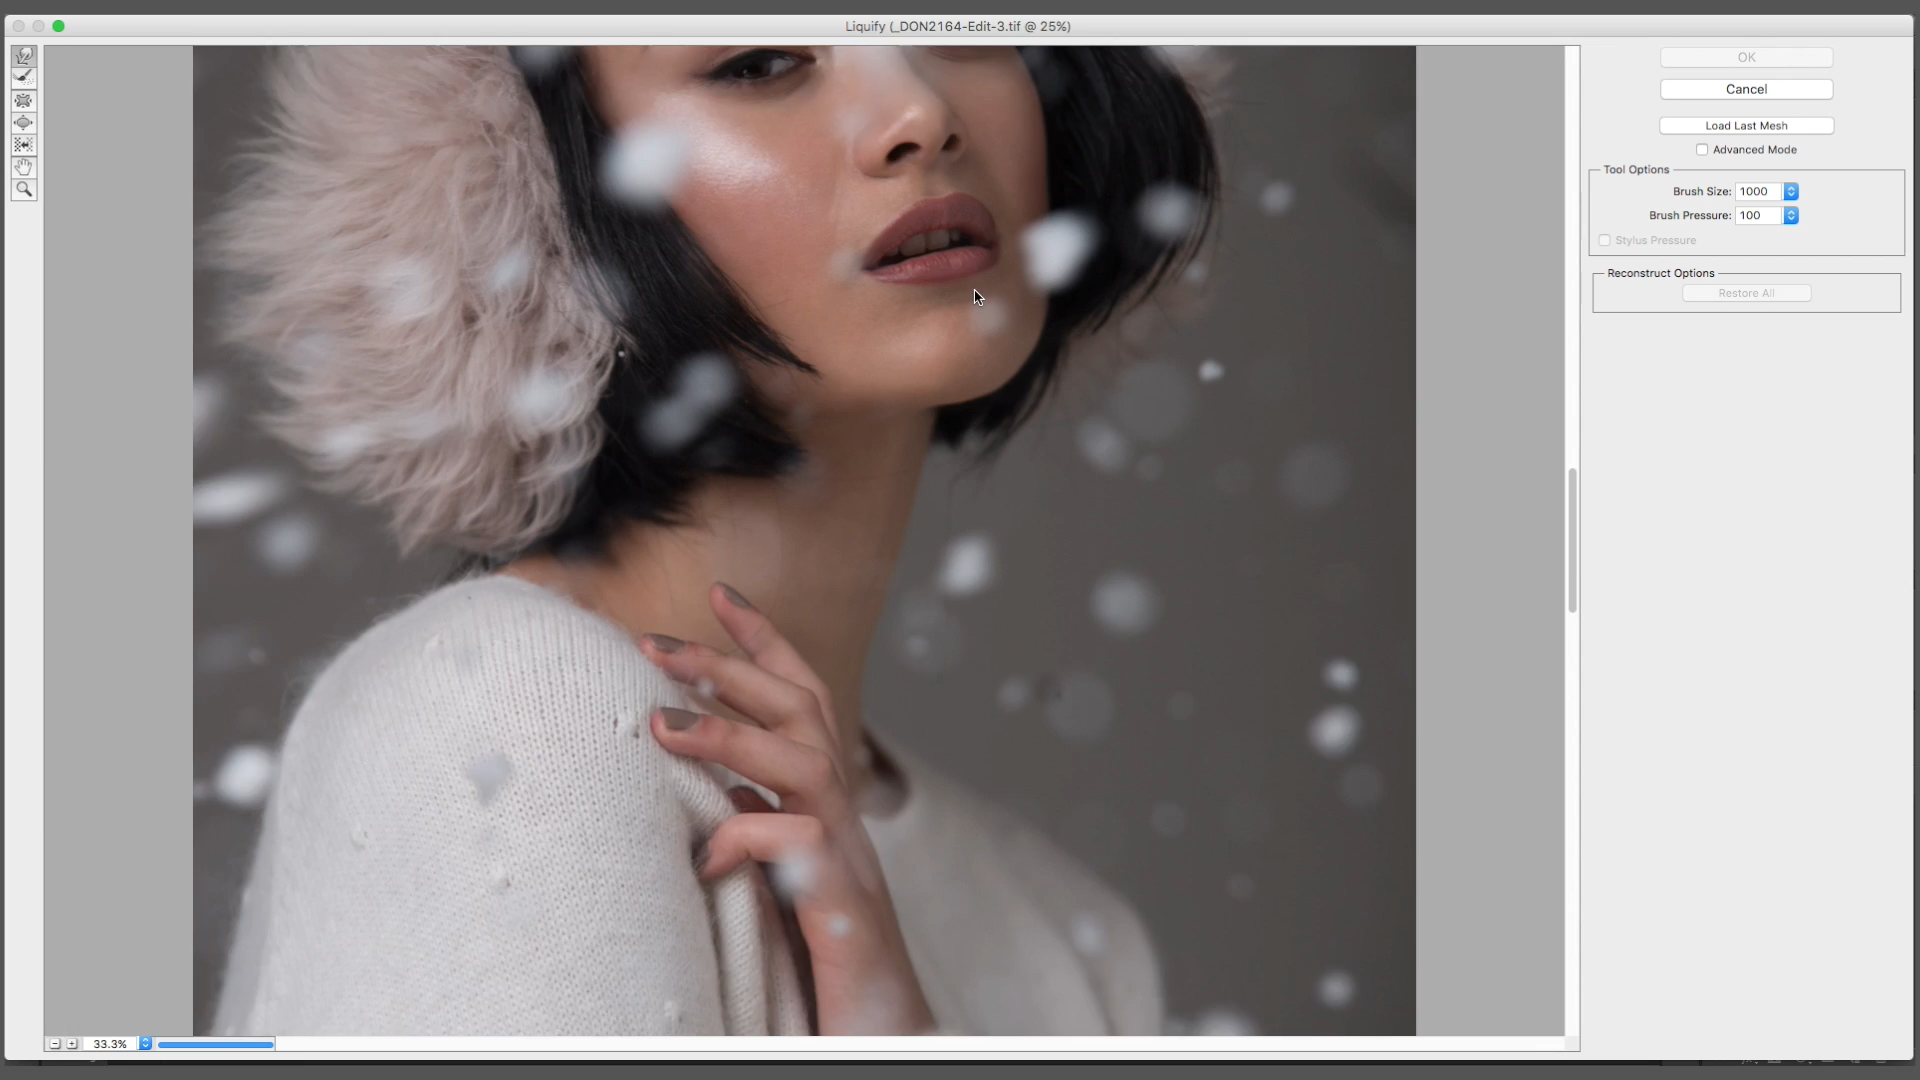 Liquify (_DON2164-Edit-3.tif @ 25%)
OK
Cancel
Load Last Mesh
Advanced Mode
Tool Options
Brush Size: 1000
Brush Pressure: 100
Stylus Pressure
Reconstruct Options
Restore All
33.3%